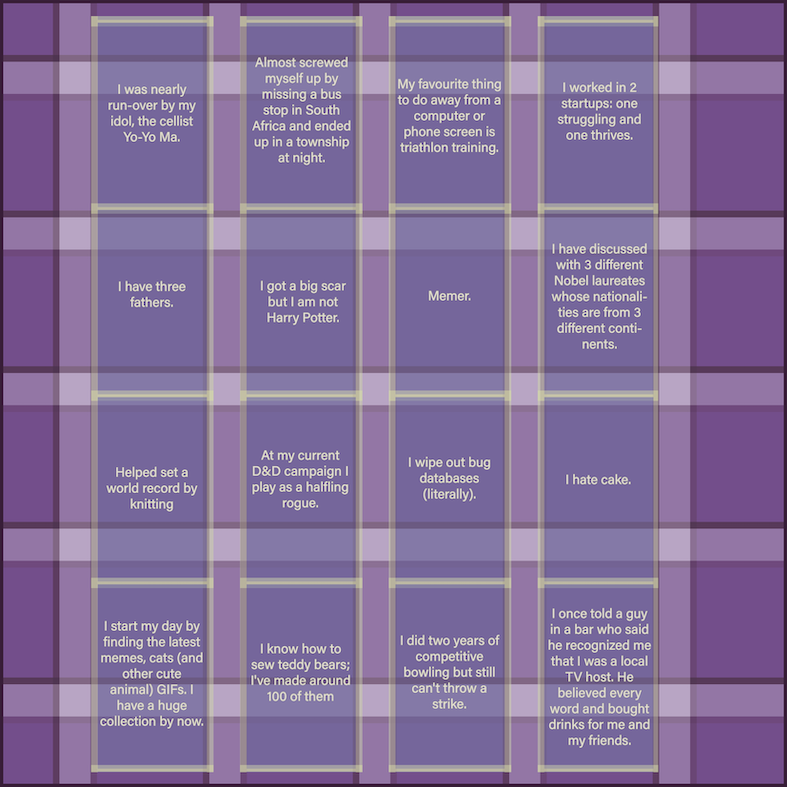 I was nearly
run-over by my
idol, the cellist
Yo-Yo Ma.
Almost screwed
myself up by
missing a bus
stop in South
Africa and ended
up in a township
at night.
My favourite thing
to do away from a
computer or
phone screen is
triathlon training.
I worked in 2
startups: one
struggling and
one thrives.
I have three
fathers.
I got a big scar
but I am not
Harry Potter.
Memer.
I have discussed
with 3 different
Nobel laureates
whose nationali-
ties are from 3
different conti-
nents.
Helped set a
world record by
knitting
At my current
D&D campaign I
play as a halfling
rogue.
I wipe out bug
databases
(literally).
I hate cake.
I start my day by
finding the latest
memes, cats (and
other cute
animal) GIFs. I
have a huge
collection by now.
I know how to
sew teddy bears;
I've made around
100 of them
I did two years of
competitive
bowling but still
can't throw a
strike.
I once told a guy
in a bar who said
he recognized me
that I was a local
TV host. He
believed every
word and bought
drinks for me and
my friends.